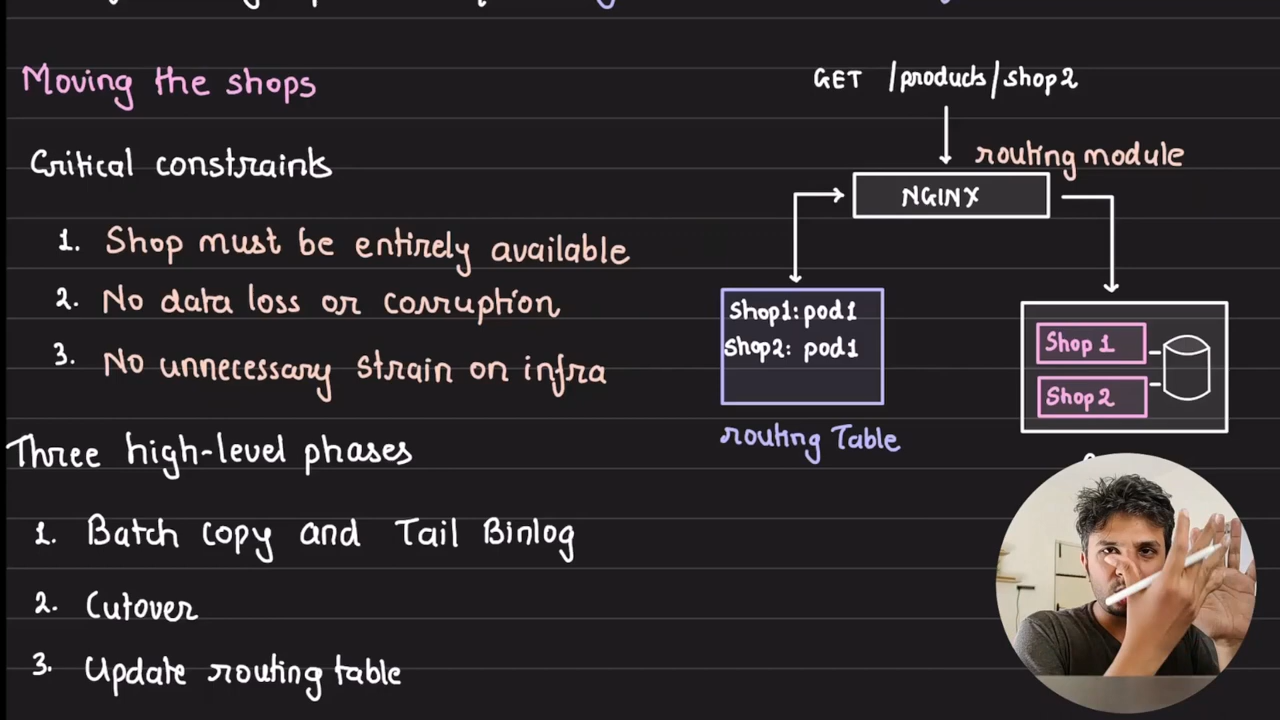 Moving the shops
Critical constraints
1. Shop must be entirely available
2. No data loss or corruption
3. No unnecessary strain on infra
Three high-level phases
1. Batch copy and Tail Binlog
2. Cutover
3. Update routing table
GET /products/shop2
routing module
NGINX
Shop1: pod1
Shop2: pod1
routing Table
Shop 1
Shop 2